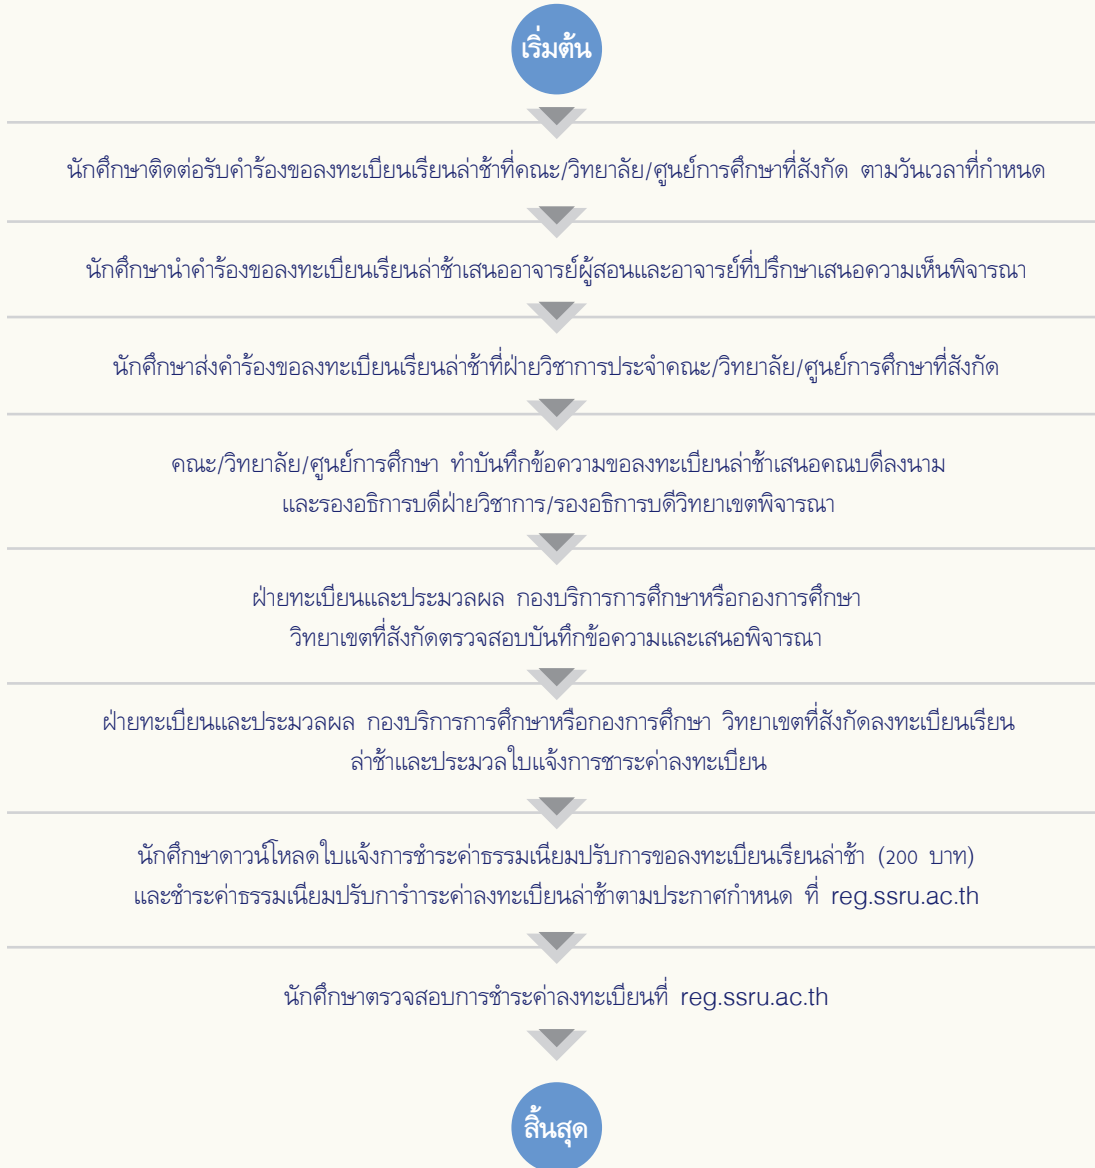 เริ่มต้น
นักศึกษาติดต่อรับคำร้องขอลงทะเบียนเรียนล่าช้าที่คณะ/วิทยาลัย/ศูนย์การศึกษาที่สังกัด ตามวันเวลาที่กำหนด
นักศึกษานำคำร้องขอลงทะเบียนเรียนล่าช้าเสนออาจารย์ผู้สอนและอาจารย์ที่ปรึกษาเสนอความเห็นพิจารณา
นักศึกษาส่งคำร้องขอลงทะเบียนเรียนล่าช้าที่ฝ่ายวิชาการประจำคณะ/วิทยาลัย/ศูนย์การศึกษาที่สังกัด
คณะ/วิทยาลัย/ศูนย์การศึกษา ทำบันทึกข้อความขอลงทะเบียนล่าช้าเสนอคณบดีลงนาม
และรองอธิการบดีฝ่ายวิชาการ/รองอธิการบดีวิทยาเขตพิจารณา
ฝ่ายทะเบียนและประมวลผล กองบริการการศึกษาหรือกองการศึกษา
วิทยาเขตที่สังกัดตรวจสอบบันทึกข้อความและเสนอพิจารณา
ฝ่ายทะเบียนและประมวลผล กองบริการการศึกษาหรือกองการศึกษา วิทยาเขตที่สังกัดลงทะเบียนเรียน
ล่าช้าและประมวลใบแจ้งการชาระค่าลงทะเบียน
นักศึกษาดาวน์โหลดใบแจ้งการชำระค่าธรรมเนียมปรับการขอลงทะเบียนเรียนล่าช้า (200 บาท)
และชำระค่าธรรมเนียมปรับการำาระค่าลงทะเบียนล่าช้าตามประกาศกำหนด ที่ reg.ssru.ac.th
นักศึกษาตรวจสอบการชำระค่าลงทะเบียนที่ reg.ssru.ac.th
สิ้นสุด